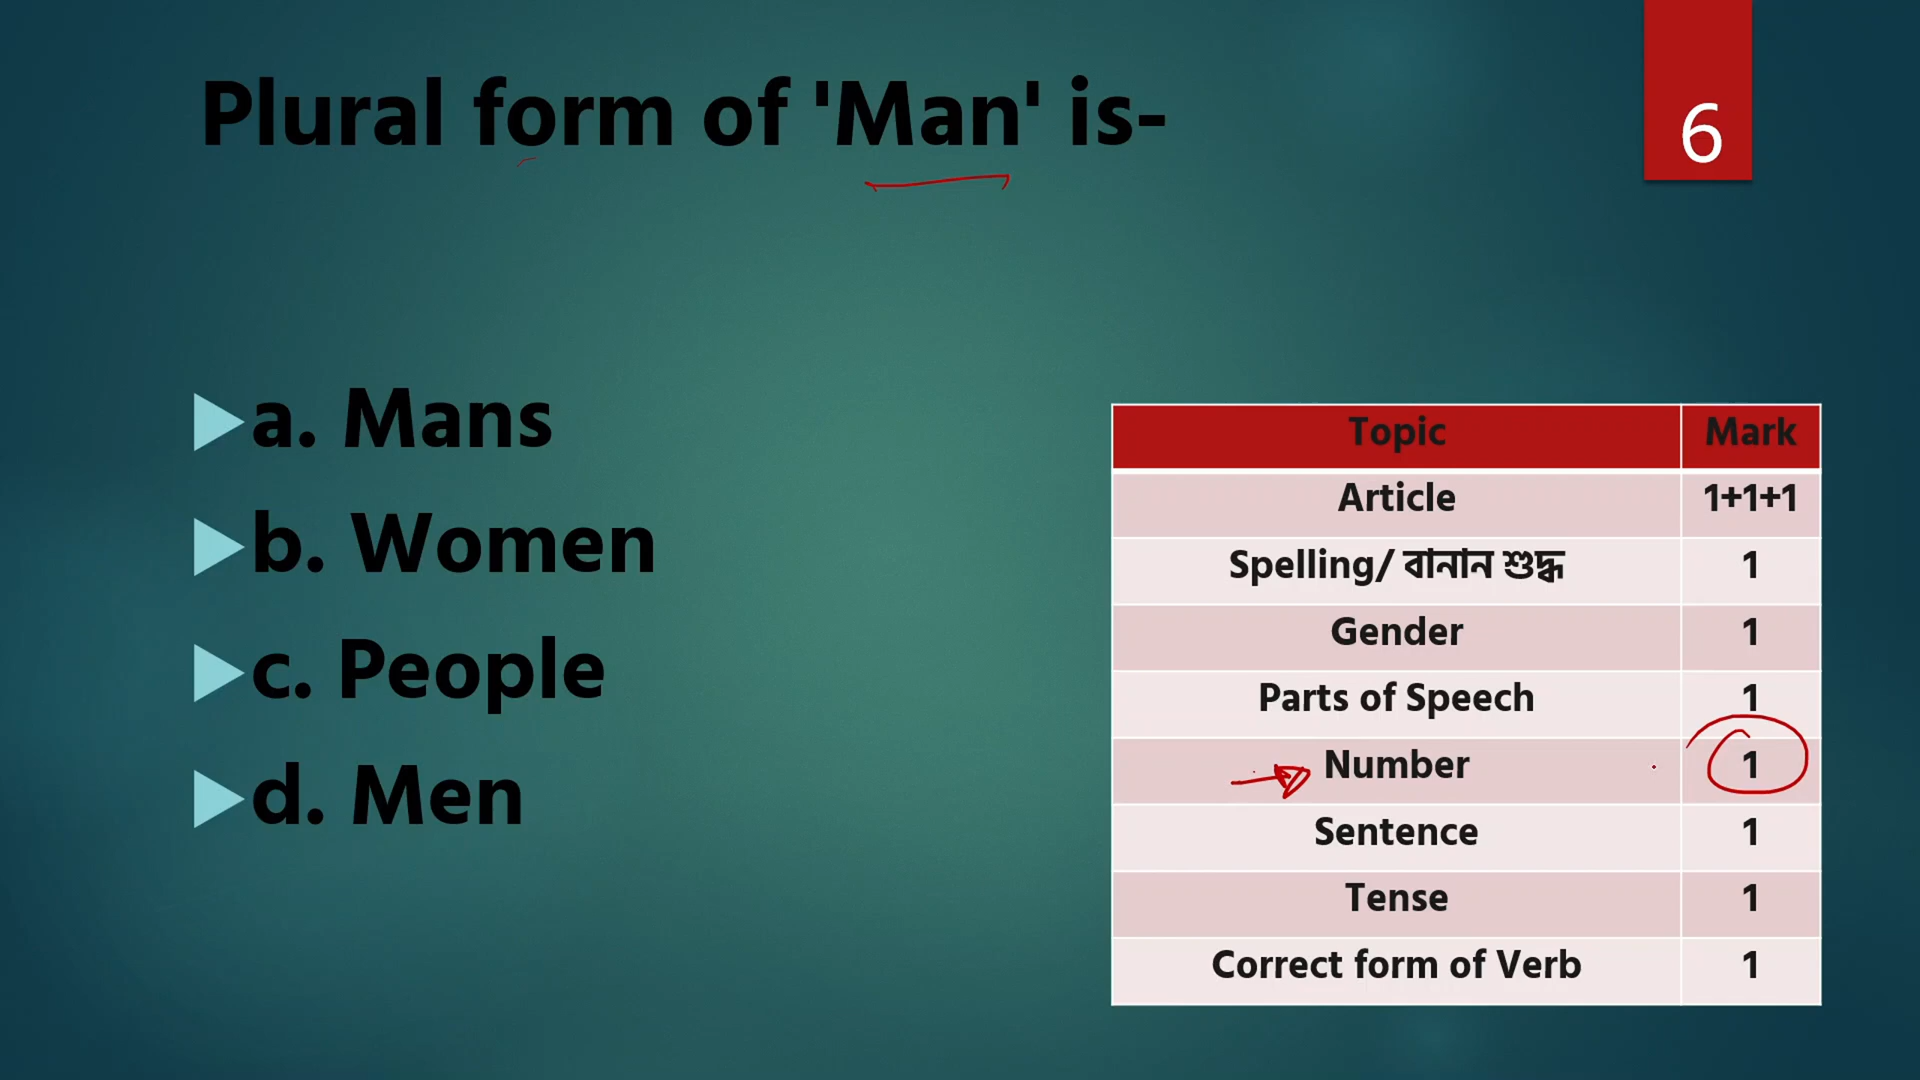 Plural form of 'Man' is-
6
a. Mans
b. Women
c. People
d. Men
Topic Mark
Article 1+1+1
Spelling/ বানান শুদ্ধ 1
Gender 1
Parts of Speech 1
Number 1
Sentence 1
Tense 1
Correct form of Verb 1